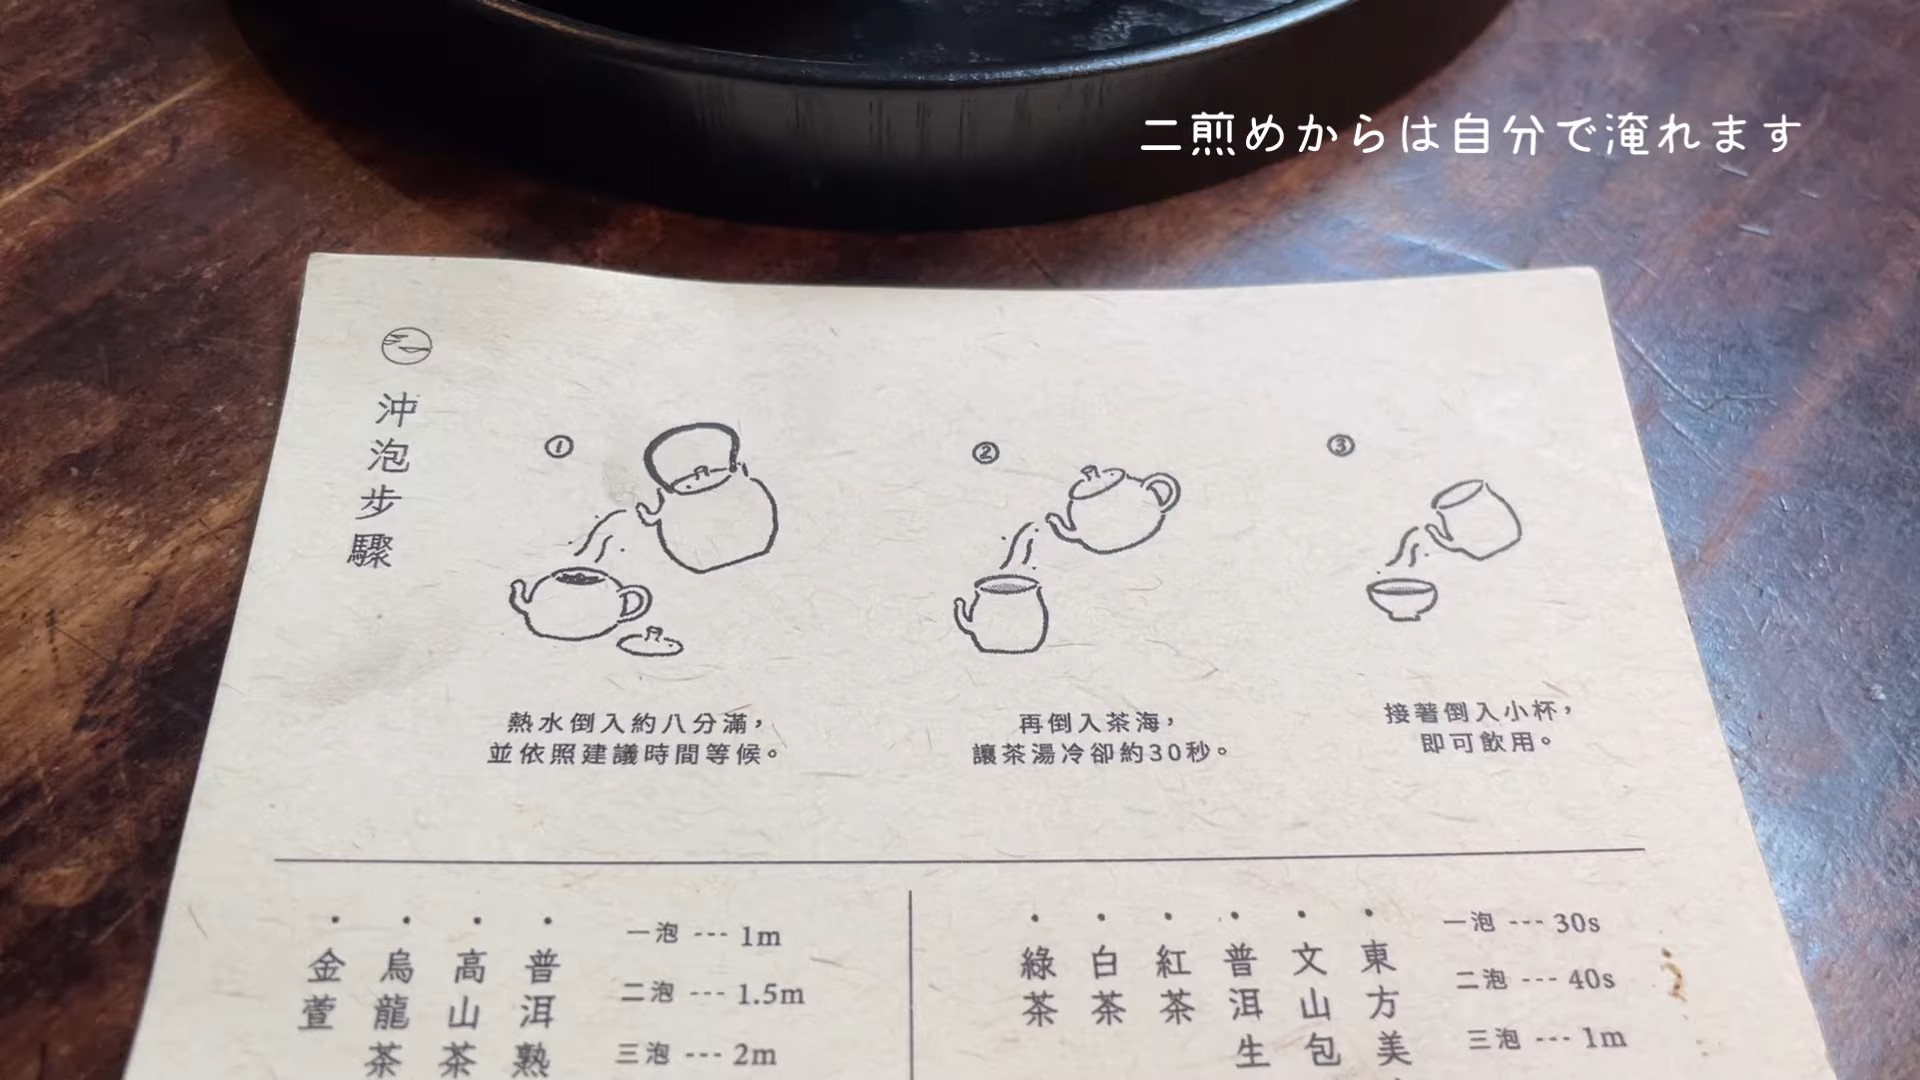 二煎めからは自分で淹れます
沖泡步驟
①
熱水倒入約八分滿，
並依照建議時間等候。
②
再倒入茶海，
讓茶湯冷卻約30秒。
③
接著倒入小杯，
即可飲用。
· 普洱熟
· 高山茶
· 烏龍茶
· 金萱
一泡 --- 1m
二泡 --- 1.5m
三泡 --- 2m
· 東方美
· 文山包
· 普洱生
· 紅茶
· 白茶
· 綠茶
一泡 --- 30s
二泡 --- 40s
三泡 --- 1m